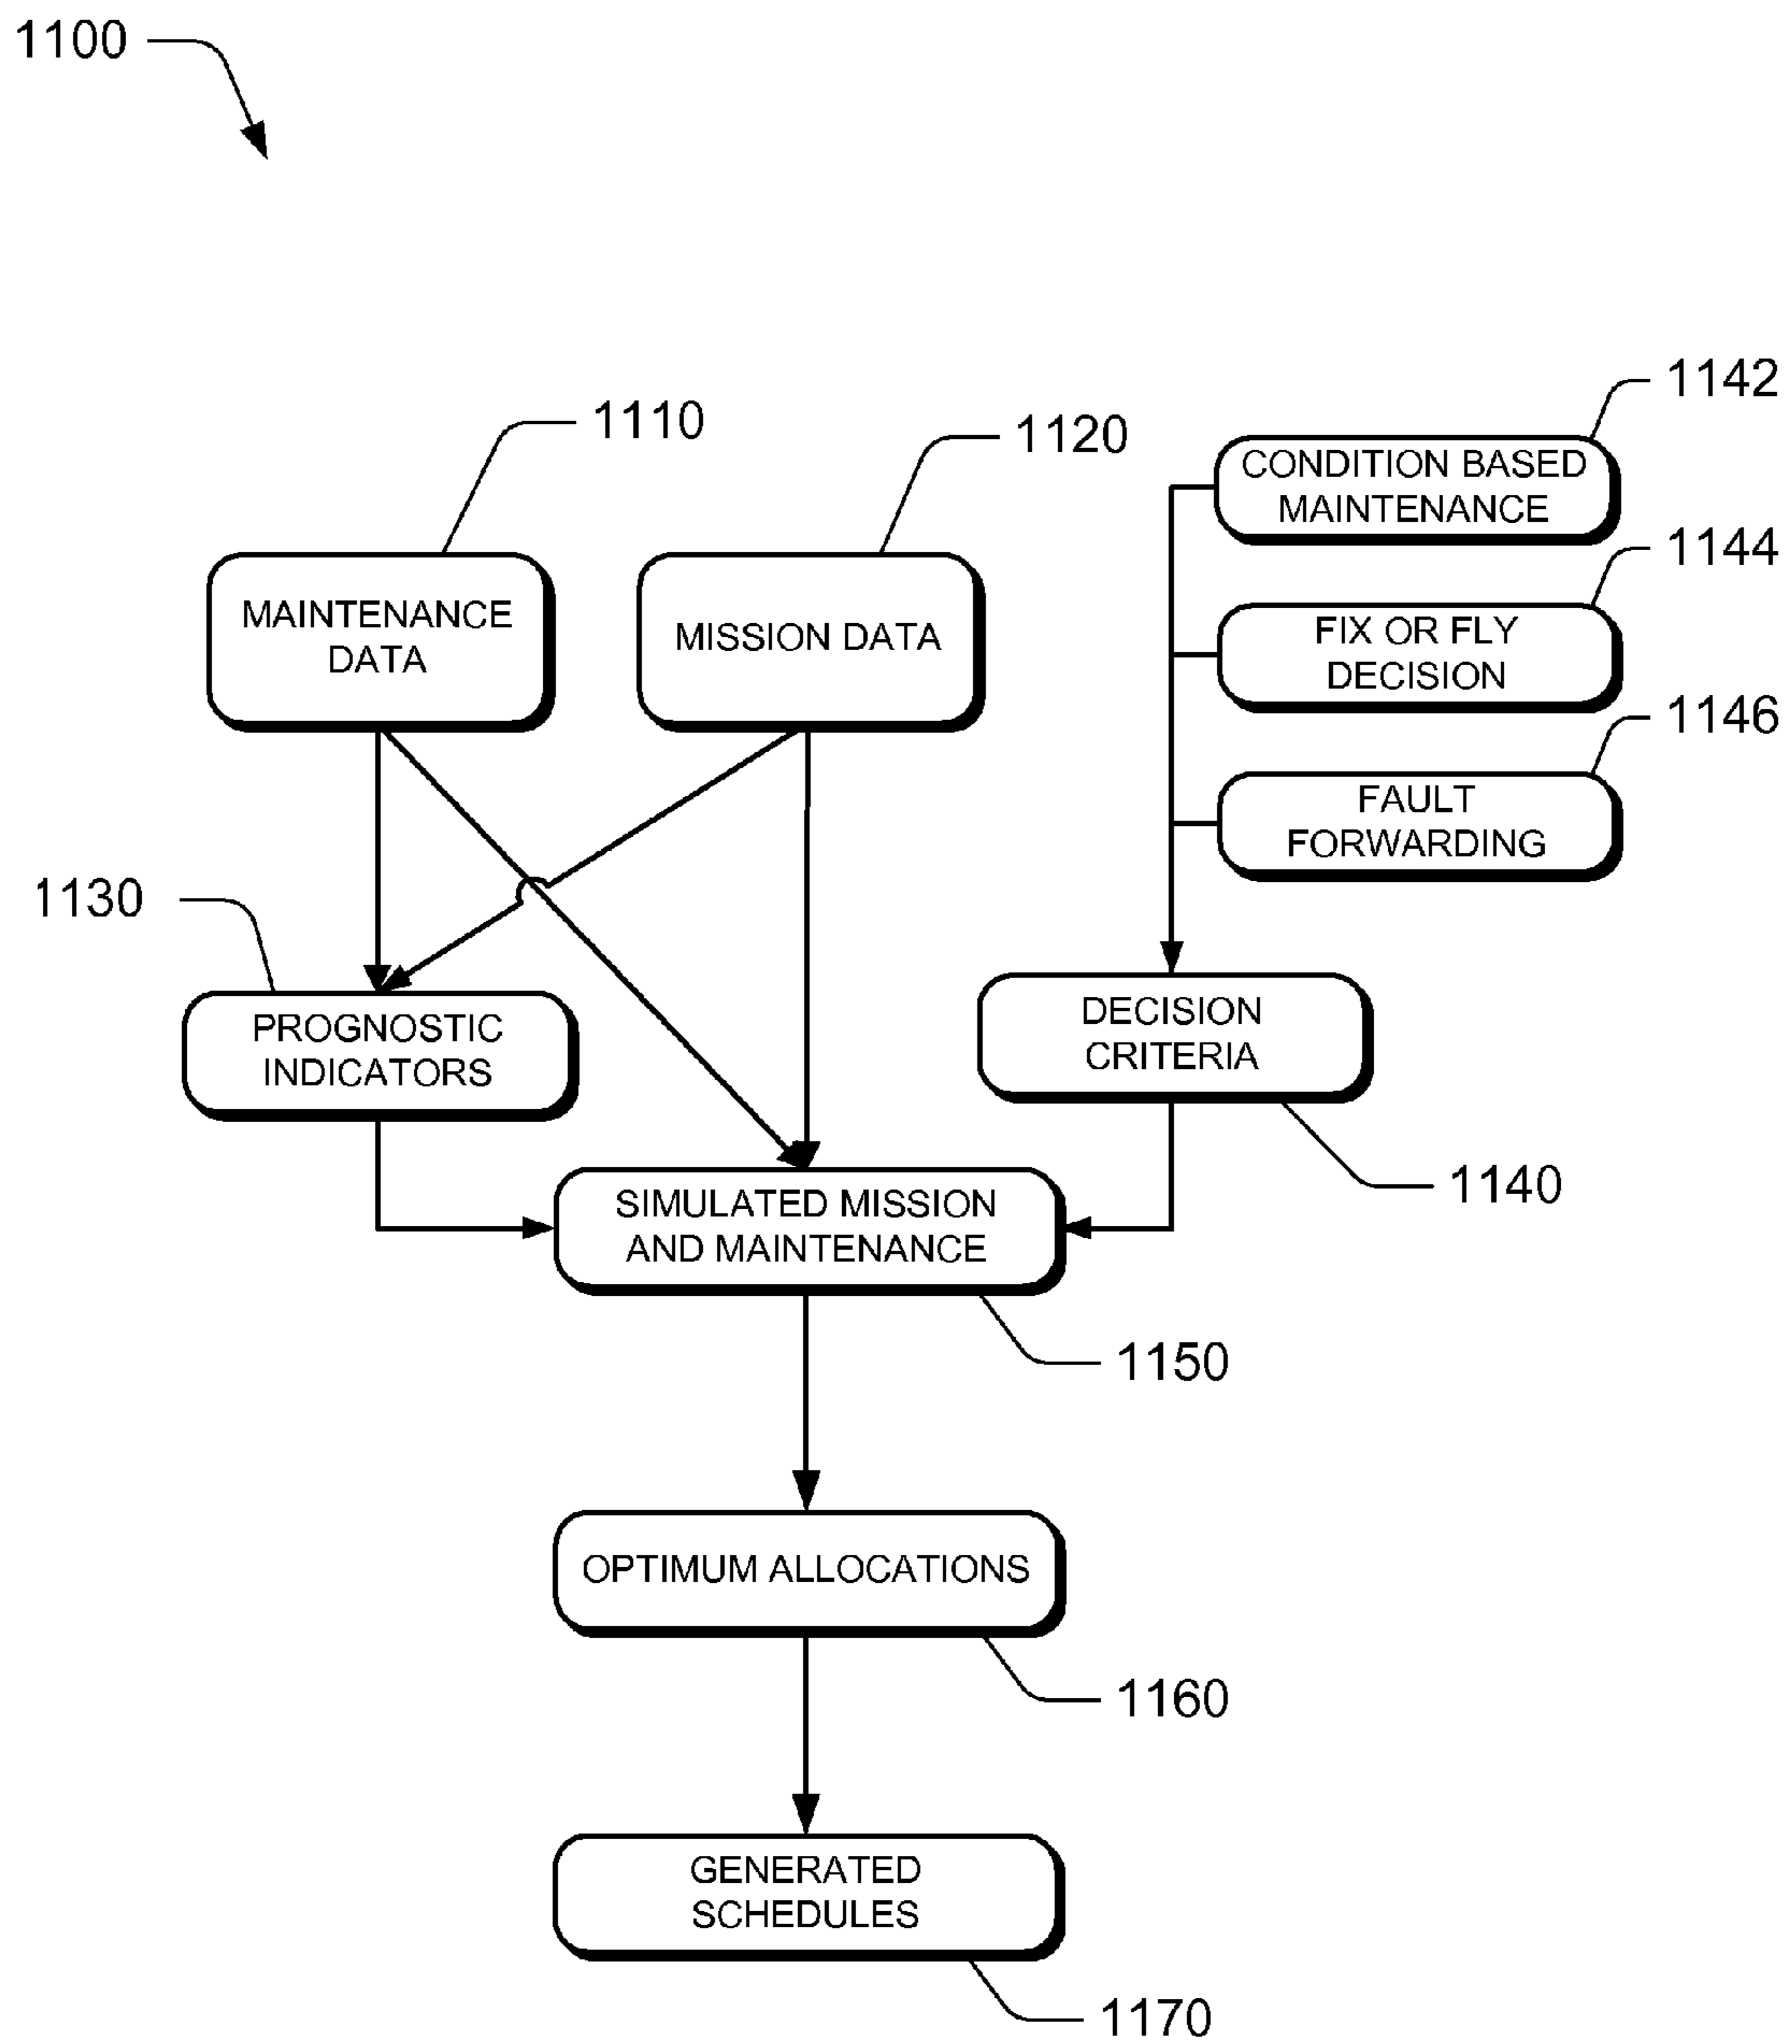 1100
1110
1120
1142
CONDITION BASED
MAINTENANCE
1144
MAINTENANCE
DATA
MISSION DATA
FIX OR FLY
DECISION
1146
FAULT
FORWARDING
1130
PROGNOSTIC
INDICATORS
DECISION
CRITERIA
1140
SIMULATED MISSION
AND MAINTENANCE
1150
OPTIMUM ALLOCATIONS
1160
GENERATED
SCHEDULES
1170